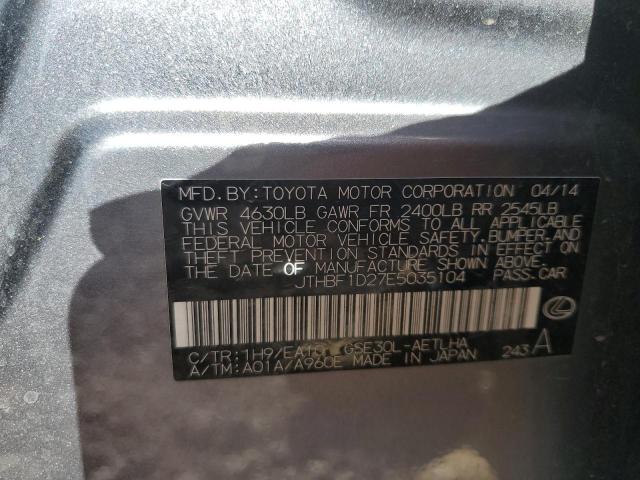 MFD. BY: TOYOTA MOTOR CORPORATION 04/14
GVWR 4630LB GAWR FR 2400LB RR 2545LB
THIS VEHICLE CONFORMS TO ALL APPLICABLE
FEDERAL MOTOR VEHICLE SAFETY, BUMPER, AND
THEFT PREVENTION STANDARDS IN EFFECT ON
THE DATE OF MANUFACTURE SHOWN ABOVE.
JTHBF1D27E5035104 PASS. CAR
C/TR: 1H9/EA10 GSE30L-AETLHA
A/TM: A01A/A960E MADE IN JAPAN 243 A